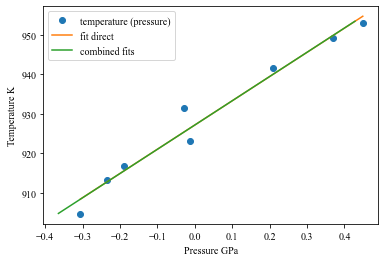 temperature (pressure)
fit direct
combined fits
Temperature K
950
940
930
920
910
−0.4 −0.3 −0.2 −0.1 0.0 0.1 0.2 0.3 0.4
Pressure GPa